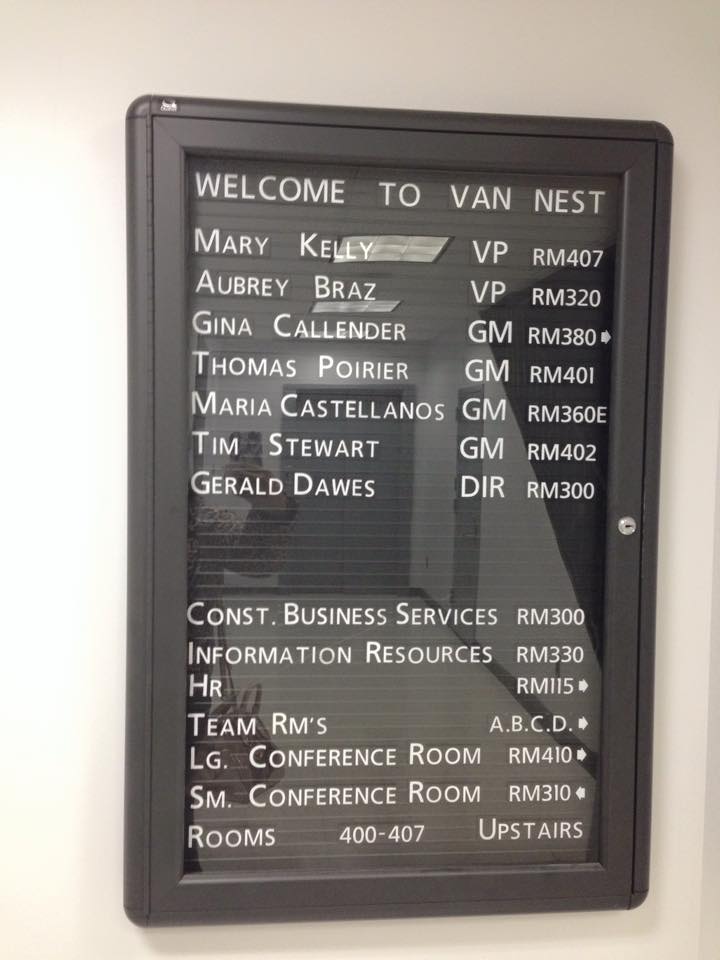 WELCOME TO VAN NEST
MARY KELLY VP RM407
AUBREY BRAZ VP RM320
GINA CALLENDER GM RM380
THOMAS POIRIER GM RM401
MARIA CASTELLANOS GM RM360E
TIM STEWART GM RM402
GERALD DAWES DIR RM300
CONST. BUSINESS SERVICES RM300
INFORMATION RESOURCES RM330
HR RM115
TEAM RM'S A.B.C.D.
LG. CONFERENCE ROOM RM410
SM. CONFERENCE ROOM RM310
ROOMS 400-407 UPSTAIRS